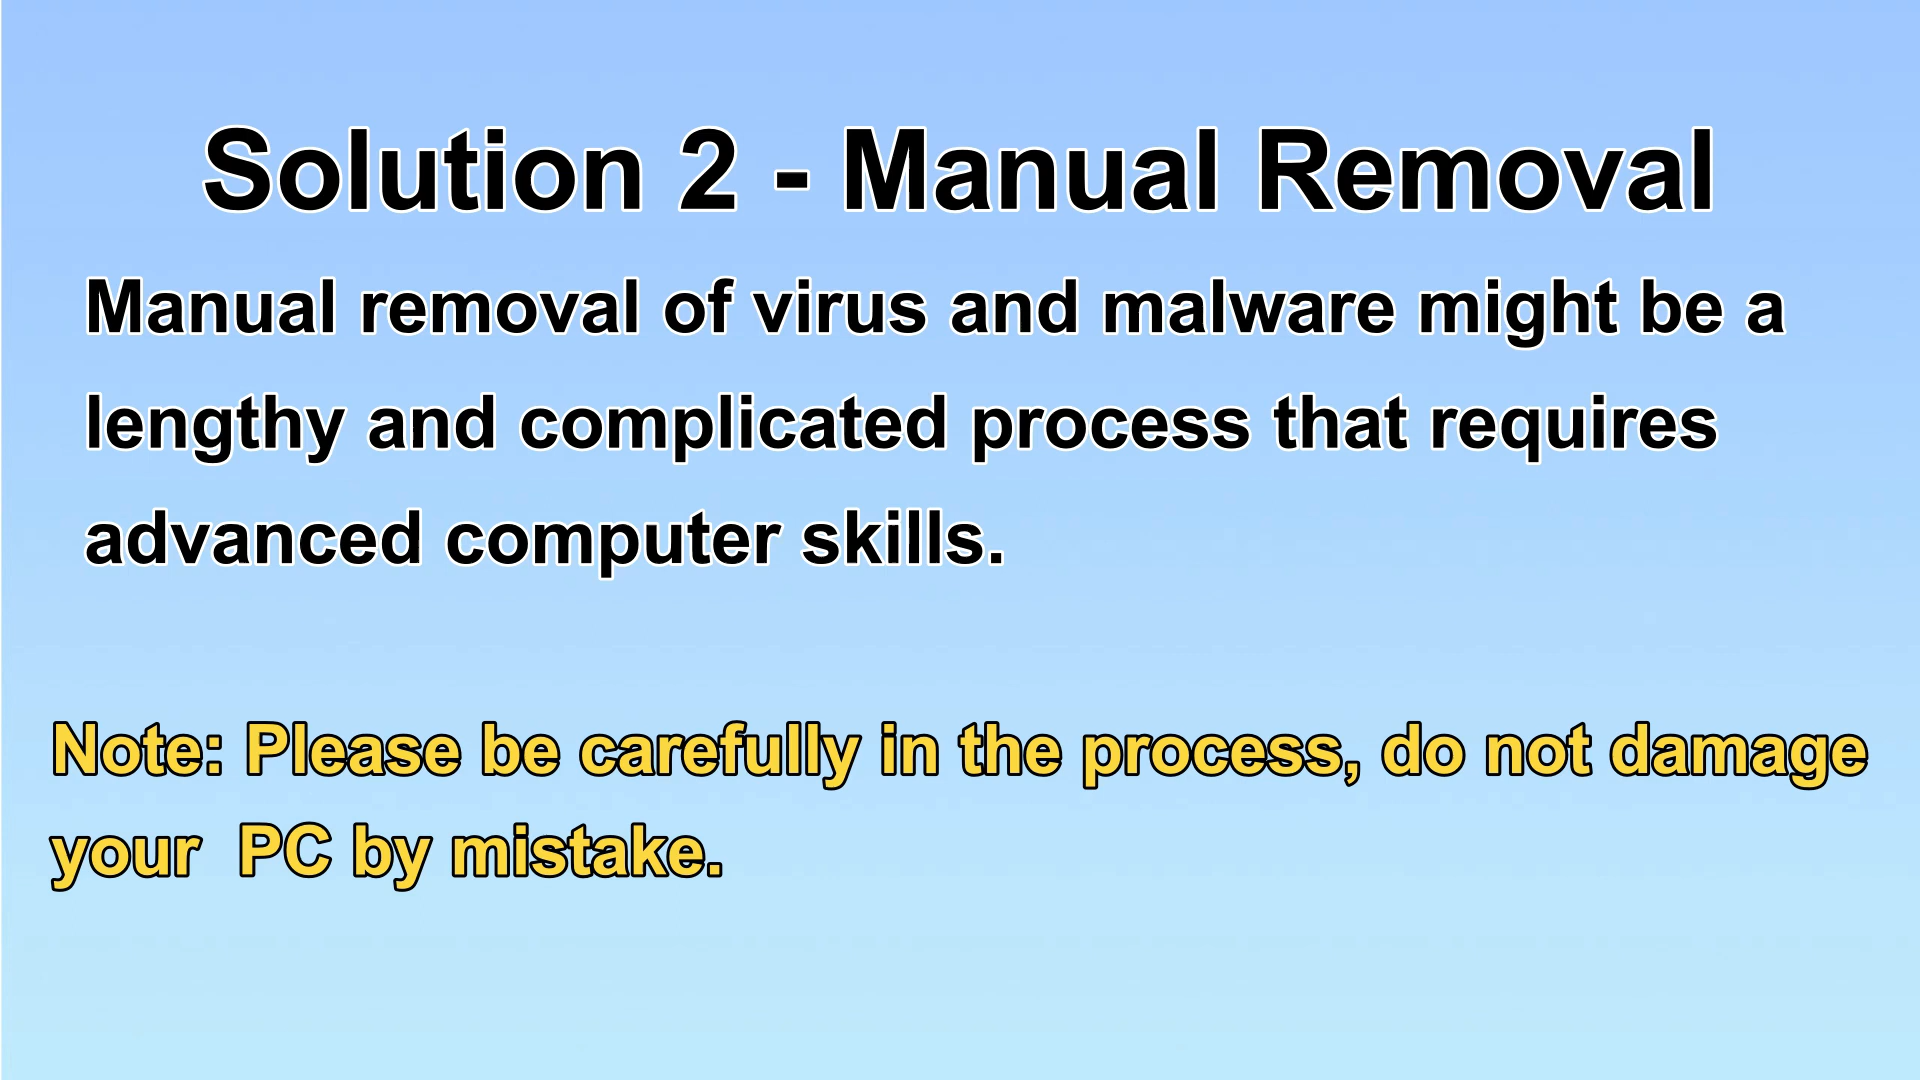 Solution 2 - Manual Removal
Manual removal of virus and malware might be a
lengthy and complicated process that requires
advanced computer skills.
Note: Please be carefully in the process, do not damage
your  PC by mistake.